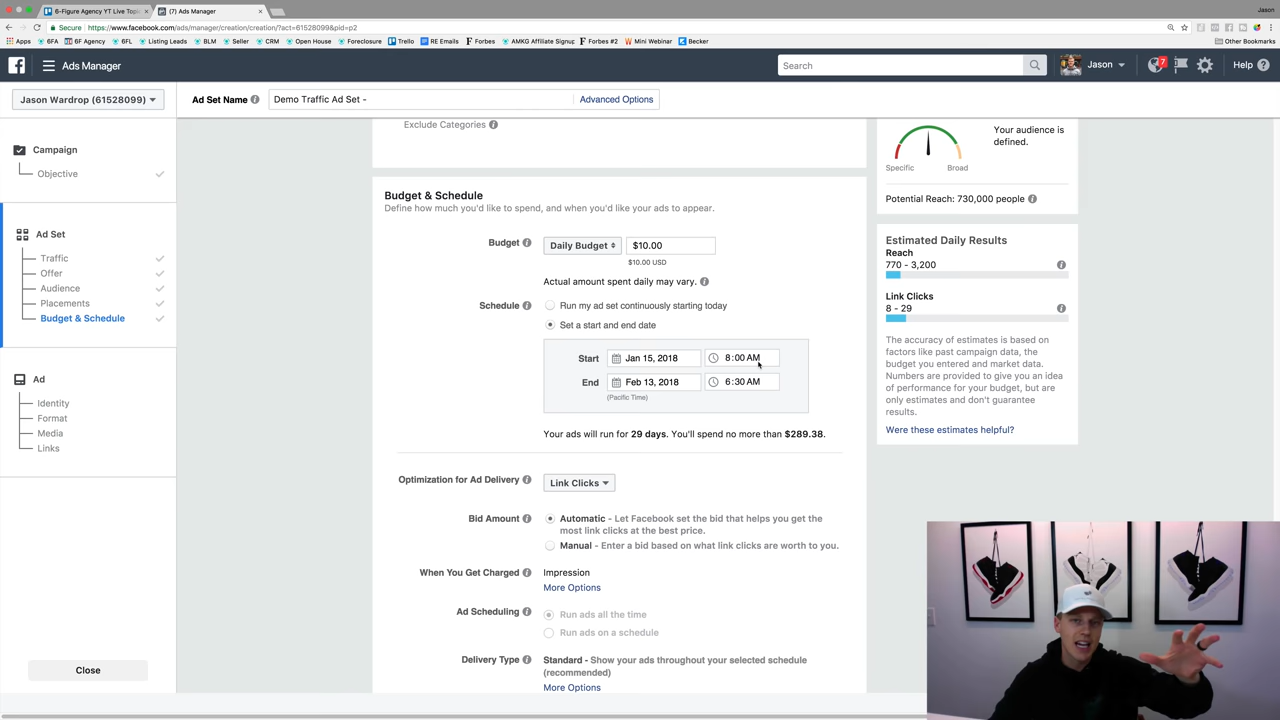 Jason
6-Figure Agency YT Live Topi
(7) Ads Manager
Secure
https://www.facebook.com/ads/manager/creation/creation/?act=61528099&pid=p2
Apps
6FA
6F Agency
6FL
Listing Leads
BLM
Seller
CRM
Open House
Foreclosure
Trello
RE Emails
Forbes
AMKG Affiliate Signup
Forbes #2
Mini Webinar
Becker
Other Bookmarks
Ads Manager
Search
Jason
7
Help
Jason Wardrop (61528099)
Ad Set Name
Demo Traffic Ad Set -
Advanced Options
Campaign
Objective
Ad Set
Traffic
Offer
Audience
Placements
Budget & Schedule
Ad
Identity
Format
Media
Links
Close
Exclude Categories
Budget & Schedule
Define how much you'd like to spend, and when you'd like your ads to appear.
Budget
Daily Budget
$10.00
$10.00 USD
Actual amount spent daily may vary.
Schedule
Run my ad set continuously starting today
Set a start and end date
Start
Jan 15, 2018
8:00 AM
End
Feb 13, 2018
6:30 AM
(Pacific Time)
Your ads will run for 29 days. You'll spend no more than $289.38.
Optimization for Ad Delivery
Link Clicks
Bid Amount
Automatic - Let Facebook set the bid that helps you get the
most link clicks at the best price.
Manual - Enter a bid based on what link clicks are worth to you.
When You Get Charged
Impression
More Options
Ad Scheduling
Run ads all the time
Run ads on a schedule
Delivery Type
Standard - Show your ads throughout your selected schedule
(recommended)
More Options
Your audience is
defined.
Specific
Broad
Potential Reach: 730,000 people
Estimated Daily Results
Reach
770 - 3,200
Link Clicks
8 - 29
The accuracy of estimates is based on
factors like past campaign data, the
budget you entered and market data.
Numbers are provided to give you an idea
of performance for your budget, but are
only estimates and don't guarantee
results.
Were these estimates helpful?